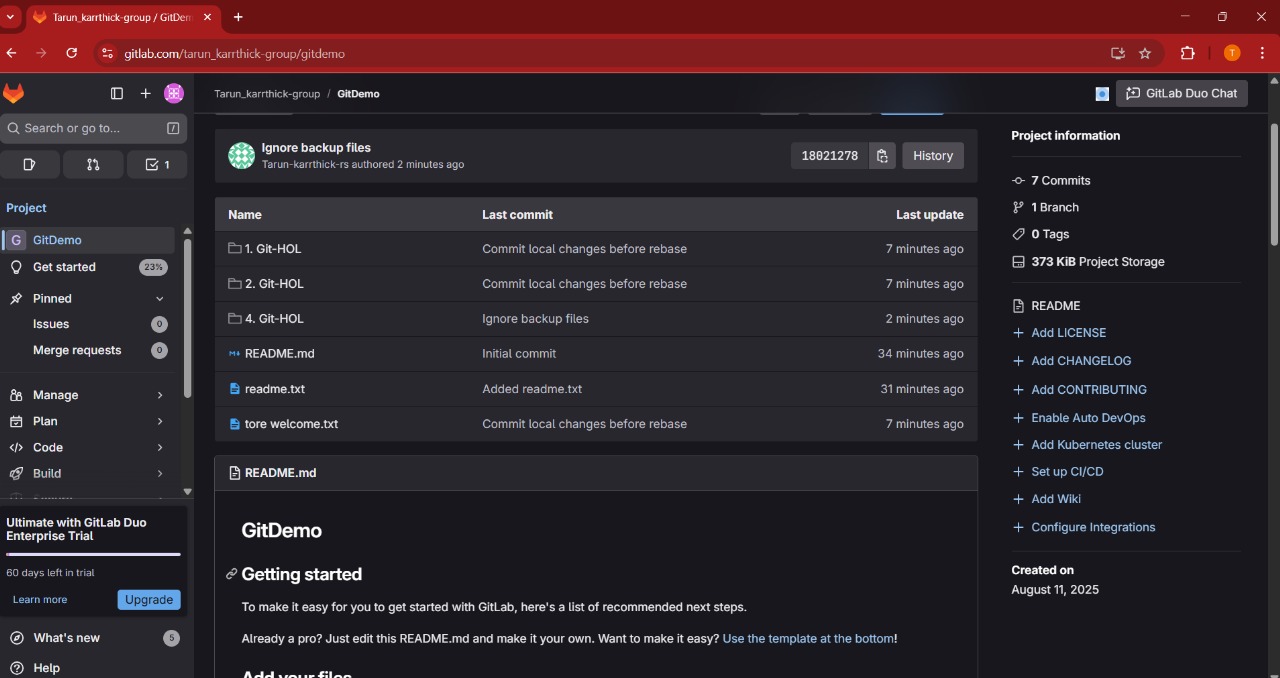 Tarun_karrthick-group / GitDem
gitlab.com/tarun_karrthick-group/gitdemo
T
Tarun_karrthick-group / GitDemo
GitLab Duo Chat
Search or go to...
/
1
Project
G GitDemo
Get started 23%
Pinned
Issues 0
Merge requests 0
Manage
Plan
Code
Build
Ultimate with GitLab Duo
Enterprise Trial
60 days left in trial
Learn more Upgrade
What's new 5
Help
Ignore backup files
Tarun-karrthick-rs authored 2 minutes ago
18021278 History
Name Last commit Last update
1. Git-HOL Commit local changes before rebase 7 minutes ago
2. Git-HOL Commit local changes before rebase 7 minutes ago
4. Git-HOL Ignore backup files 2 minutes ago
README.md Initial commit 34 minutes ago
readme.txt Added readme.txt 31 minutes ago
tore welcome.txt Commit local changes before rebase 7 minutes ago
README.md
GitDemo
Getting started
To make it easy for you to get started with GitLab, here's a list of recommended next steps.
Already a pro? Just edit this README.md and make it your own. Want to make it easy? Use the template at the bottom!
Add your files
Project information
7 Commits
1 Branch
0 Tags
373 KiB Project Storage
README
+ Add LICENSE
+ Add CHANGELOG
+ Add CONTRIBUTING
+ Enable Auto DevOps
+ Add Kubernetes cluster
+ Set up CI/CD
+ Add Wiki
+ Configure Integrations
Created on
August 11, 2025